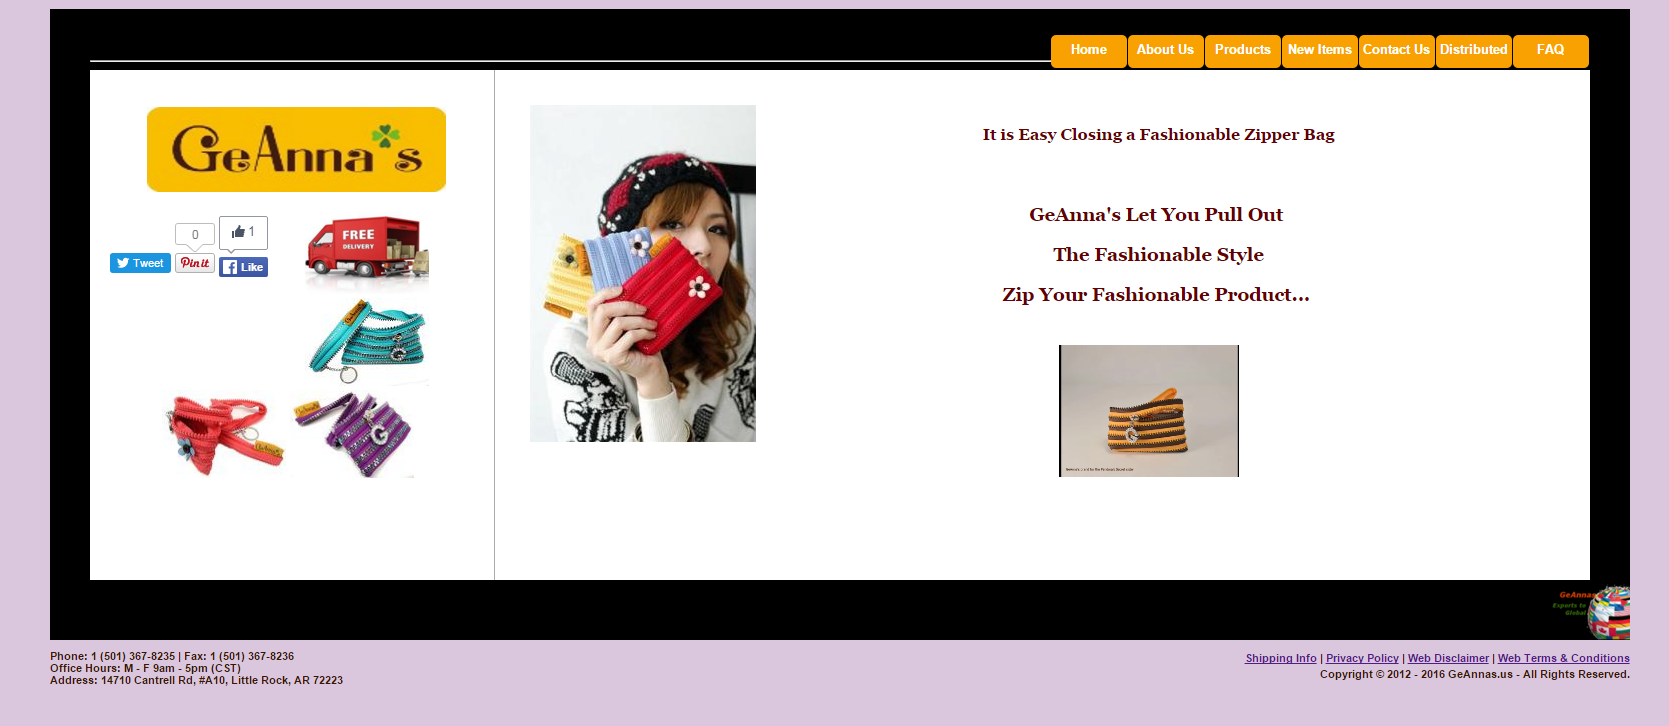 Home About Us Products New Items Contact Us Distributed FAQ
GeAnna's
FREE
DELIVERY
0
1
Tweet Pin it Like
It is Easy Closing a Fashionable Zipper Bag
GeAnna's Let You Pull Out
The Fashionable Style
Zip Your Fashionable Product...
GeAnnas
Exports to
Global
Phone: 1 (501) 367-8235 | Fax: 1 (501) 367-8236
Office Hours: M - F 9am - 5pm (CST)
Address: 14710 Cantrell Rd, #A10, Little Rock, AR 72223
Shipping Info | Privacy Policy | Web Disclaimer | Web Terms & Conditions
Copyright © 2012 - 2016 GeAnnas.us - All Rights Reserved.